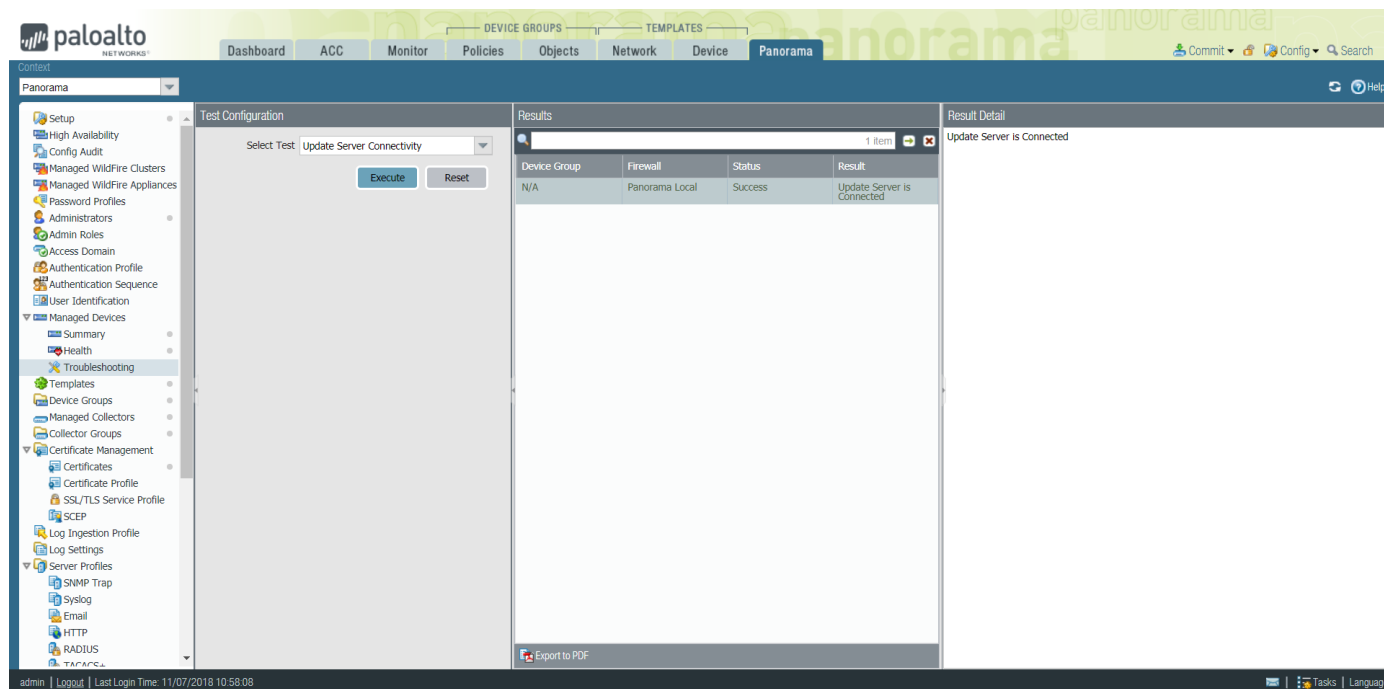 paloalto
NETWORKS®
DEVICE GROUPS
TEMPLATES
Dashboard
ACC
Monitor
Policies
Objects
Network
Device
Panorama
panorama
panorama
Commit
Config
Search
Context
Panorama
Help
Setup
High Availability
Config Audit
Managed WildFire Clusters
Managed WildFire Appliances
Password Profiles
Administrators
Admin Roles
Access Domain
Authentication Profile
Authentication Sequence
User Identification
Managed Devices
Summary
Health
Troubleshooting
Templates
Device Groups
Managed Collectors
Collector Groups
Certificate Management
Certificates
Certificate Profile
SSL/TLS Service Profile
SCEP
Log Ingestion Profile
Log Settings
Server Profiles
SNMP Trap
Syslog
Email
HTTP
RADIUS
TACACS+
Test Configuration
Select Test
Update Server Connectivity
Execute
Reset
Results
1 item
Device Group
Firewall
Status
Result
N/A
Panorama Local
Success
Update Server is
Connected
Export to PDF
Result Detail
Update Server is Connected
admin | Logout | Last Login Time: 11/07/2018 10:58:08
Tasks | Languag